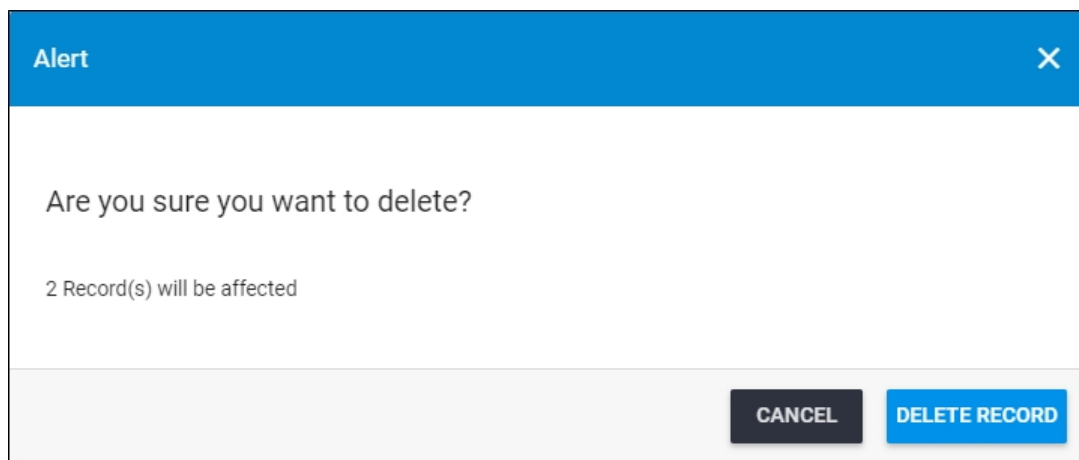 Alert
Are you sure you want to delete?
2 Record(s) will be affected
CANCEL
DELETE RECORD